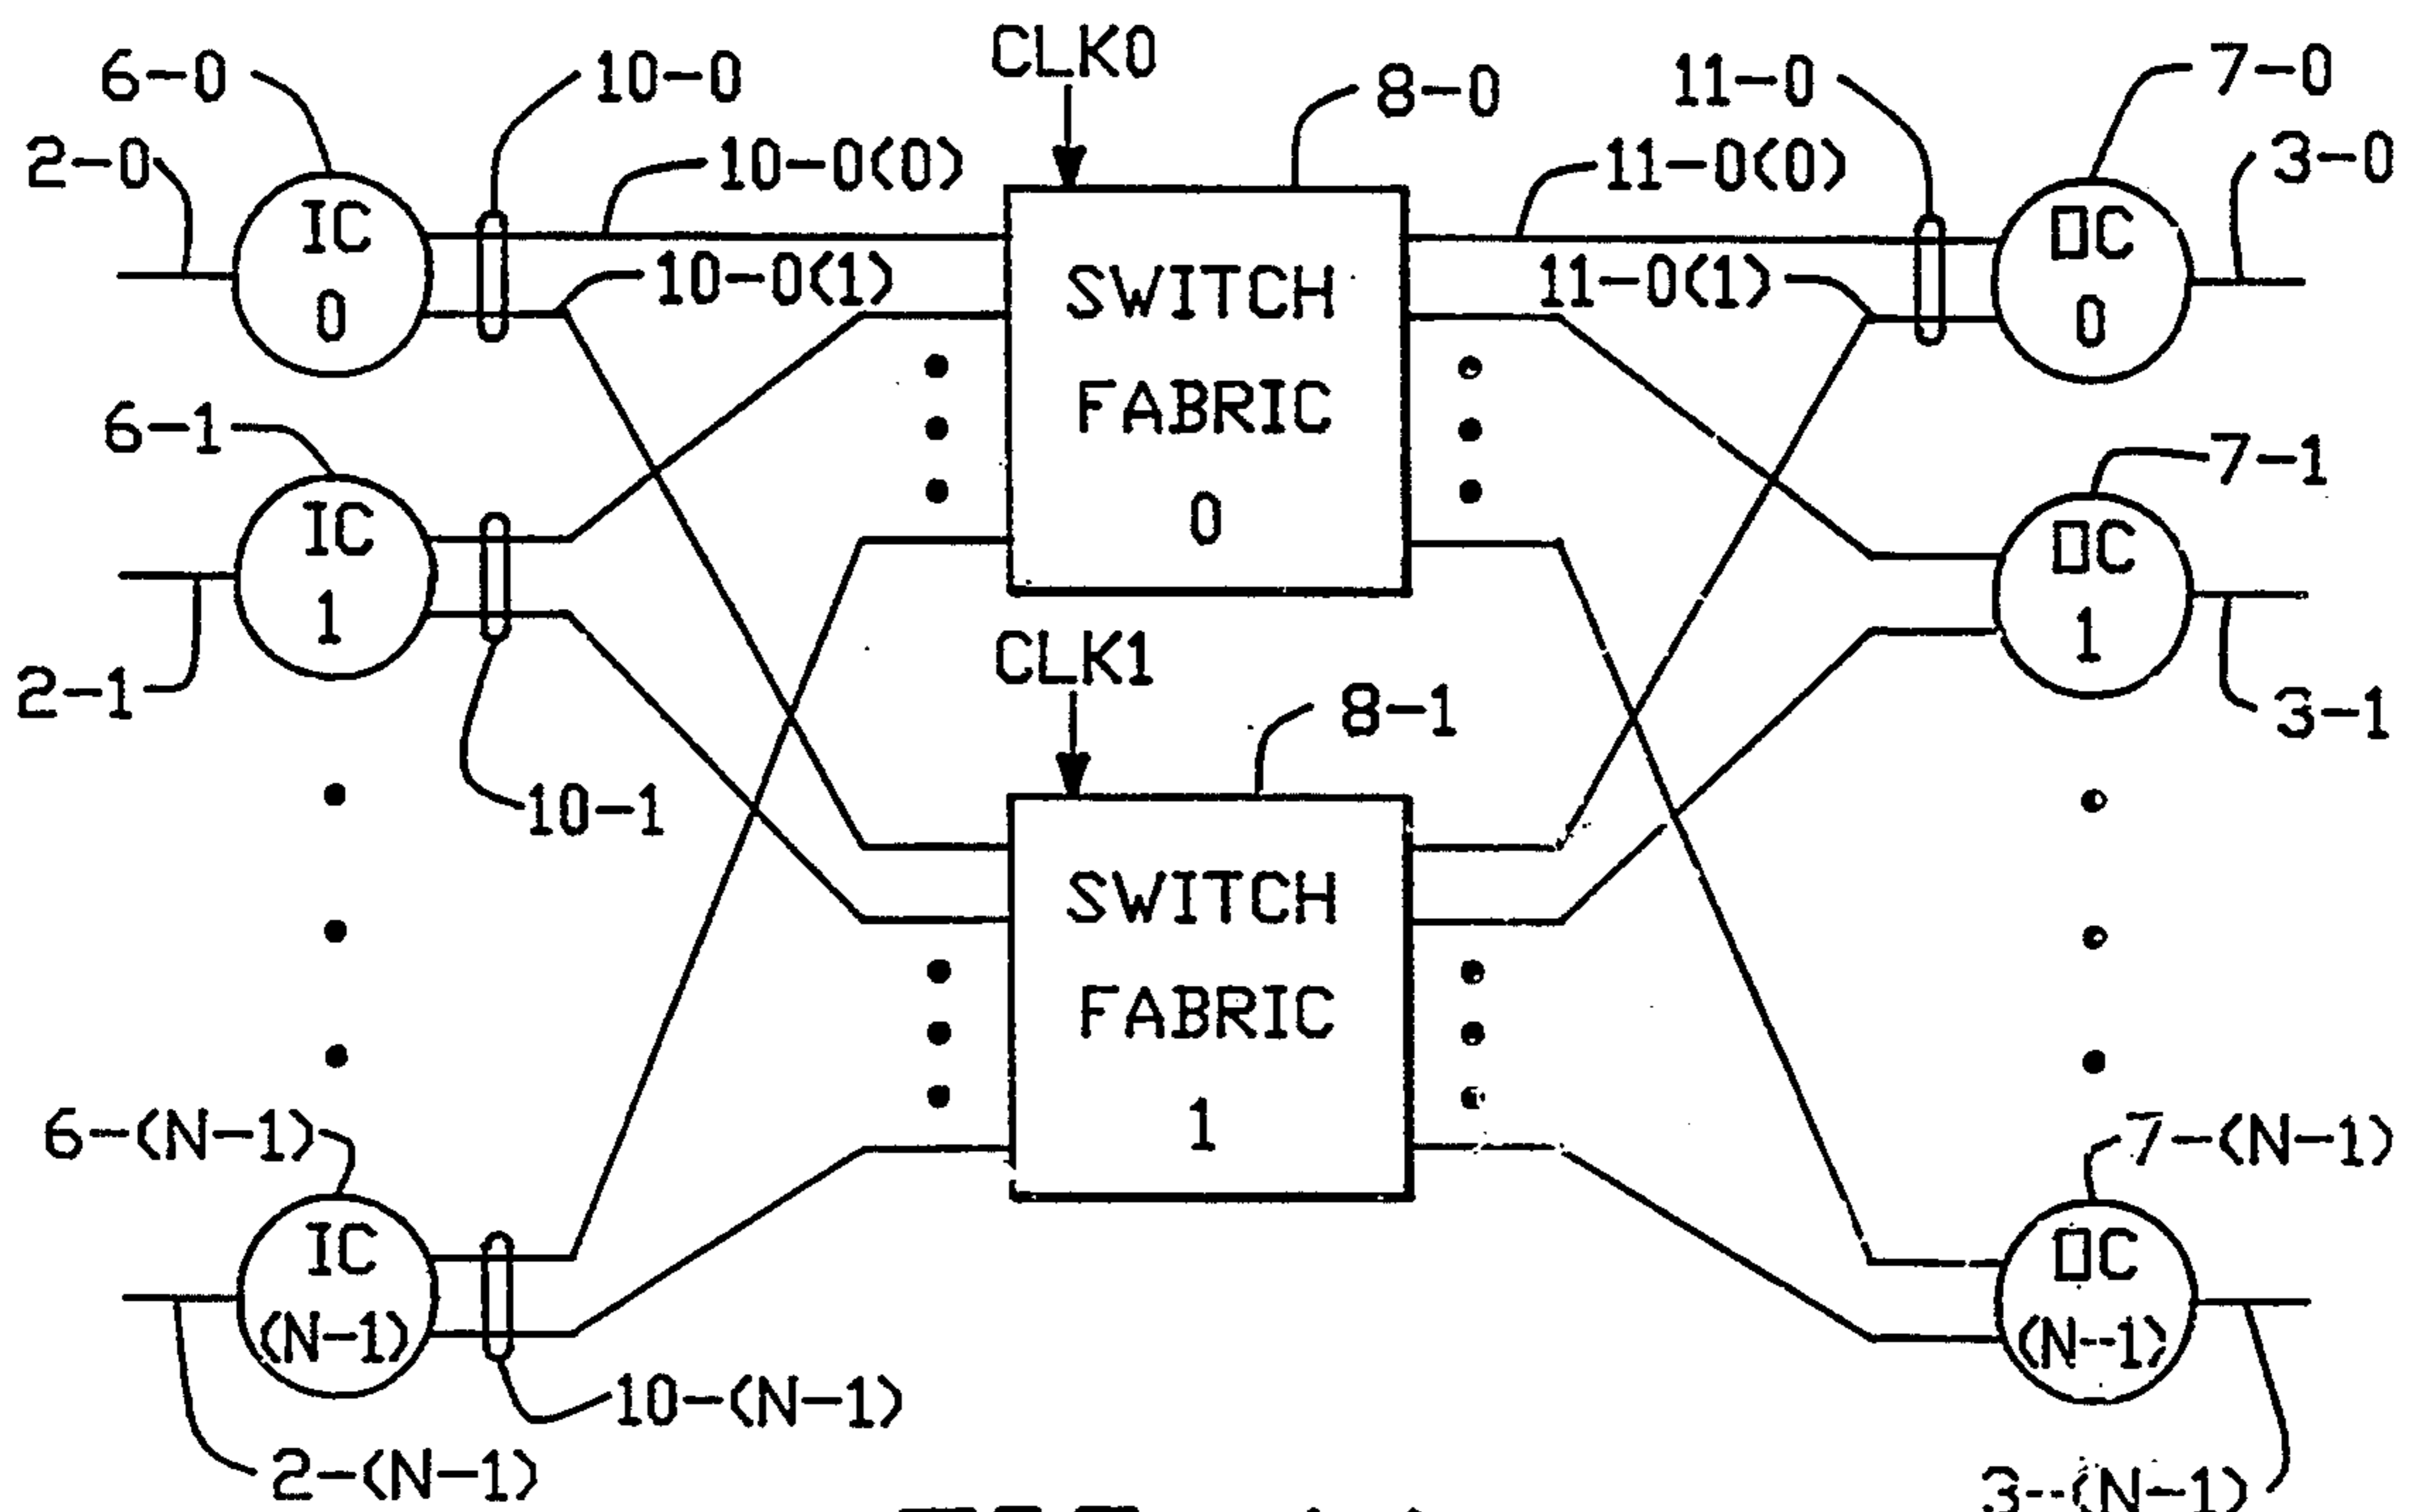 CLK0
6-0
10-0
8-0
11-0
7-0
2-0
10-0(0)
11-0(0)
3-0
IC
0
10-0(1)
SWITCH
FABRIC
0
11-0(1)
DC
0
6-1
7-1
IC
1
DC
1
2-1
CLK1
8-1
3-1
10-1
SWITCH
FABRIC
1
6-(N-1)
7-(N-1)
IC
(N-1)
DC
(N-1)
10-(N-1)
2-(N-1)
3-(N-1)